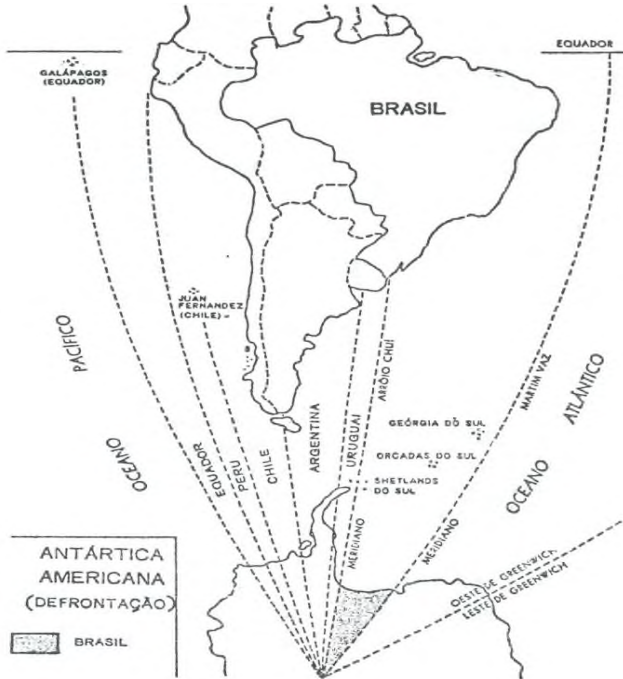 EQUADOR
GALÁPAGOS
(EQUADOR)
BRASIL
JUAN
FERNANDEZ
(CHILE)
PACÍFICO
OCEANO
EQUADOR
PERU
CHILE
ARGENTINA
URUGUAI
MERIDIANO
ARRÔIO CHUÍ
MERIDIANO
MARTIM VAZ
GEÓRGIA DO SUL
ORCADAS DO SUL
SHETLANDS
DO SUL
OCEANO
ATLÂNTICO
OESTE DE GREENWICH
LESTE DE GREENWICH
ANTÁRTICA
AMERICANA
(DEFRONTAÇÃO)
BRASIL